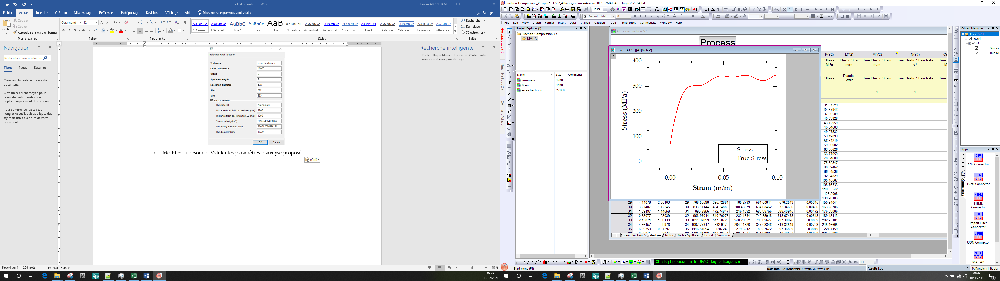 Guide d'utilisation - Word
Hakim ABDULHAMID
Fichier Accueil Insertion Création Mise en page Références Publipostage Révision Affichage Aide Dites-nous ce que vous voulez faire
Partager
Coller
Couper
Copier
Reproduire la mise en forme
Presse-papiers
Garamond 12
Police
Paragraphe
¶ Normal ¶ Sans int... Titre 1 Titre 2 Titre Sous-titre Accentuat... Accentuat... Accentuat... Élevé Citation Citation in... Référence... Référence...
Styles
Rechercher
Remplacer
Sélectionner
Édition
Navigation
Rechercher dans un docum
Titres Pages Résultats
Créez un plan interactif de votre
document.
C'est un excellent moyen pour
connaître votre position ou
déplacer rapidement du contenu.
Pour commencer, accédez à
l'onglet Accueil, puis appliquez des
styles de titres aux titres de votre
document.
Incident signal selection
Test name essai-Traction-5
Cutoff frequency 40000
Offset 0
Specimen length 7
Specimen diameter 5.97
Start 302
End 935
Bar parameters
Bar material Aluminium
Distance from SG1 to specimen (mm) 1260
Distance from specimen to SG2 (mm) 1260
Sound celerity (m/s) 5096.64694280079
Bar Young modulus (MPa) 72661.0530999276
Bar diameter (mm) 19.99
OK Cancel
c. Modifier si besoin et Valider les paramètres d'analyse proposés
(Ctrl)
Recherche intelligente
Désolé... Un problème est survenu. Vérifiez votre
connexion réseau, puis réessayez.
Page 4 sur 4 238 mots Français (France)
140 %
09:49
10/02/2021
Traction-Compression_V6.opju * - F:\02_Affaires_internes\Analyse-BH\ - /MAT-A/ - Origin 2020 64-bit
109%
Default: Arial
File Edit View Graph Format Insert Data Analysis Gadgets Tools Preferences Connectivity Window Help
Messages Log (1)
Smart Hint Log (3)
Command Window
Project Explorer (1)
Traction-Compression_V6
MAT-A
Name Size Comments
Summary 17KB
Main 16KB
essai-Traction-5 271KB
A1 - essai-Traction-5 *
Process
TSvsTS-A1 * - ([A1]Notes!)
1
400
300
200
100
0
Stress (MPa)
0.00 0.05 0.10
Strain (m/m)
Stress
True Stress
K(Y2) L(Y2) M(Y2) N(Y#)
Stress Plastic Strai True Plastic Strain True Plastic Strain Rate True
MPa m/m m/m s⁻¹ M
Stress Plastic Strain True Plastic Strain True Plastic Strain Rate True
1 1
31.91529
34.67943
37.60589
40.63828
43.72959
46.84689
49.97532
53.12093
56.31219
59.60002
63.05626
66.77059
70.84608
75.39347
80.52462
86.34538
92.94829
100.40567
108.76333
118.03542
128.2008
139.20103
29 -4.41078 2.05103 29 768.55598 395.72881 185.2793 581.00811 576.2543 0.00345 150.94041
30 -3.21407 1.72245 30 833.17144 434.24883 200.43579 634.68462 632.34656 0.00406 163.28786
31 -1.59497 1.44558 31 896.2856 472.74847 216.1392 688.88766 688.40915 0.00472 176.08086
32 0.33077 1.23039 32 956.97014 510.70078 232.1584 742.85918 743.67473 0.00543 189.13113
33 2.43071 1.08139 33 1014.37859 547.58726 248.23952 795.82677 797.38826 0.0062 202.23184
34 4.56457 0.9976 34 1067.77817 582.9172 264.11626 847.03346 848.83519 0.00703 215.16605
35 6.59353 0.97297 35 1116.57654 616.246 279.5212 895.7672 897.36809 0.0079 227.7159
essai-Traction-5 Analysis Notes Notes-Synthese Export Summary
Object Manager
TSvsTS-A1
Layer1
g1
Stress
True St
Apps
All
Connectors
CSV Connector
Excel Connector
HTML
Connector
Import Filter
Connector
JSON Connector
MATLAB
Click to place cross-hair, hit SPACE key to change size
10
<< Start menu (F1)
Data Info - [A1]Analysis!(J"Strain",K"Stress")[1]
Results Log
[A1]Analysis! Radian
09:49
10/02/2021